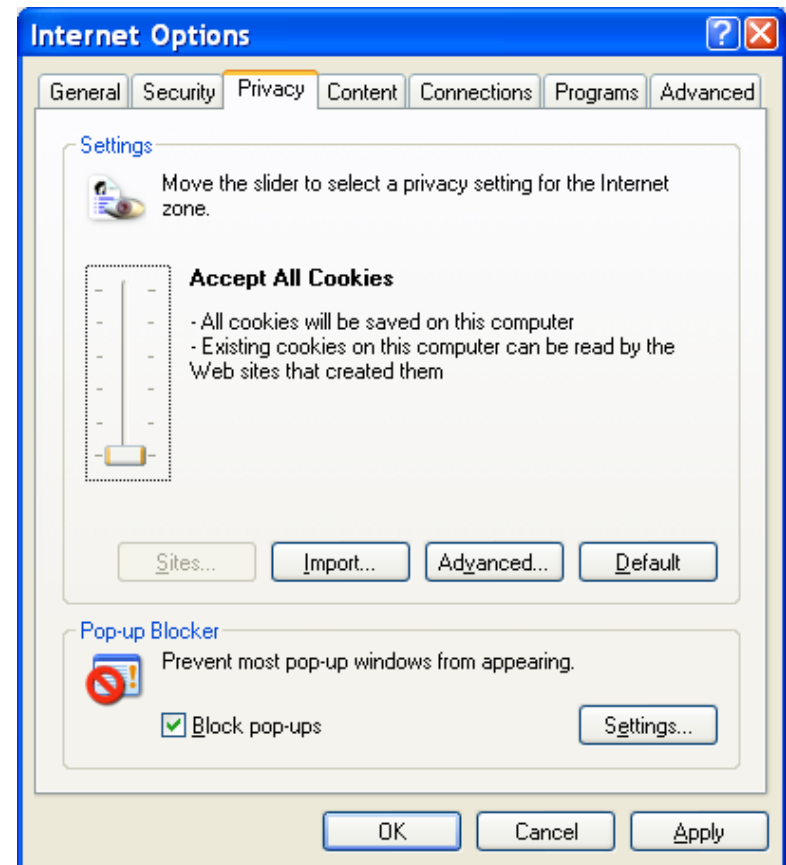 Internet Options
General Security Privacy Content Connections Programs Advanced
Settings
Move the slider to select a privacy setting for the Internet
zone.
Accept All Cookies
- All cookies will be saved on this computer
- Existing cookies on this computer can be read by the
Web sites that created them
Sites... Import... Advanced... Default
Pop-up Blocker
Prevent most pop-up windows from appearing.
Block pop-ups Settings...
OK Cancel Apply